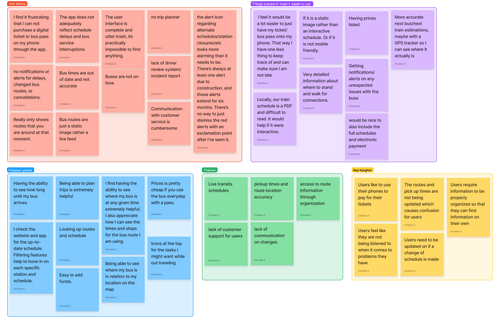 I find it frustrating
that I can not
purchase a digital
ticket or bus pass
on my phone
through the app.
no notifications or
alerts for delays,
changed bus
routes, or
cancellations.
Really only shows
routes that you
are around at that
moment.
The app does not
adequately reflect
schedule delays
and bus service
interruptions
Bus times are out
of date and not
accurate
Bus routes are just
a static image
rather a live
feed
The user
interface is
complete and
utter trash, its
practically
impossible to find
anything.
Buses are not on
time
no trip planner
lack of driver
review system/
incident report
Communication
with customer
service is
cumbersome
the alert icon
regarding
alternate
schedules/station
closures/etc looks
more alarming
than it needs to
be. There's always
at least one alert
due to
construction, and
these alerts
extend for six
months. There's
no way to just
dismiss the red
alerts with an
exclamation point
after I've seen it.
I feel it would be
a lot easier to just
have my ticket/
bus pass onto my
phone. That way I
have one less
thing to keep
track of and can
make sure I am
not late
Locally, our train
schedule is a PDF
and difficult to
read. It would
help if it were
interactive.
If it is a static
image rather than
an interactive
schedule. Or if it
is not mobile
friendly.
Very detailed
information about
where to stand
and walk for
connections.
Having prices
listed
Getting
notifications/
alerts on any
unexpected
issues with the
buss
would be nice to
also include the
full schedules
and electronic
payment
More accurate
next bus/next
train estimations,
maybe with a
GPS tracker so I
can see where it
actually is.
Having the ability
to see how long
until my bus
arrives
I check the
website and app
for the up-to-
date schedule.
Filtering features
help to hone in on
each specific
station and
schedule.
Being able to plan
trips is extremely
helpful
Looking up routes
and schedule
Easy to add
funds.
I find having the
ability to see
where my bus is
at any given time
extremely helpful.
I also appreciate
how I can see the
times and stops
for the bus route I
am using
Being able to see
where my bus is
in relation to my
location on the
map
Prices is pretty
cheap if you use
the bus everyday
with a pass.
Icons at the top
for the tasks I
might want while
out traveling
Themes
Live transits
schedules
lack of customer
support for users
pickup times and
route location
accuracy
lack of
communication
on changes
access to route
information
through
organization
Users like to use
their phones to
pay for their
tickets
Users feel like
they are not
being listened to
when it comes to
problems they
have
The routes and
pick up times are
not being
updated which
causes confusion
for users
Users need to be
updated on if a
change of
schedule is made
Users require
information to be
properly
organized so that
they can find
information on
their own